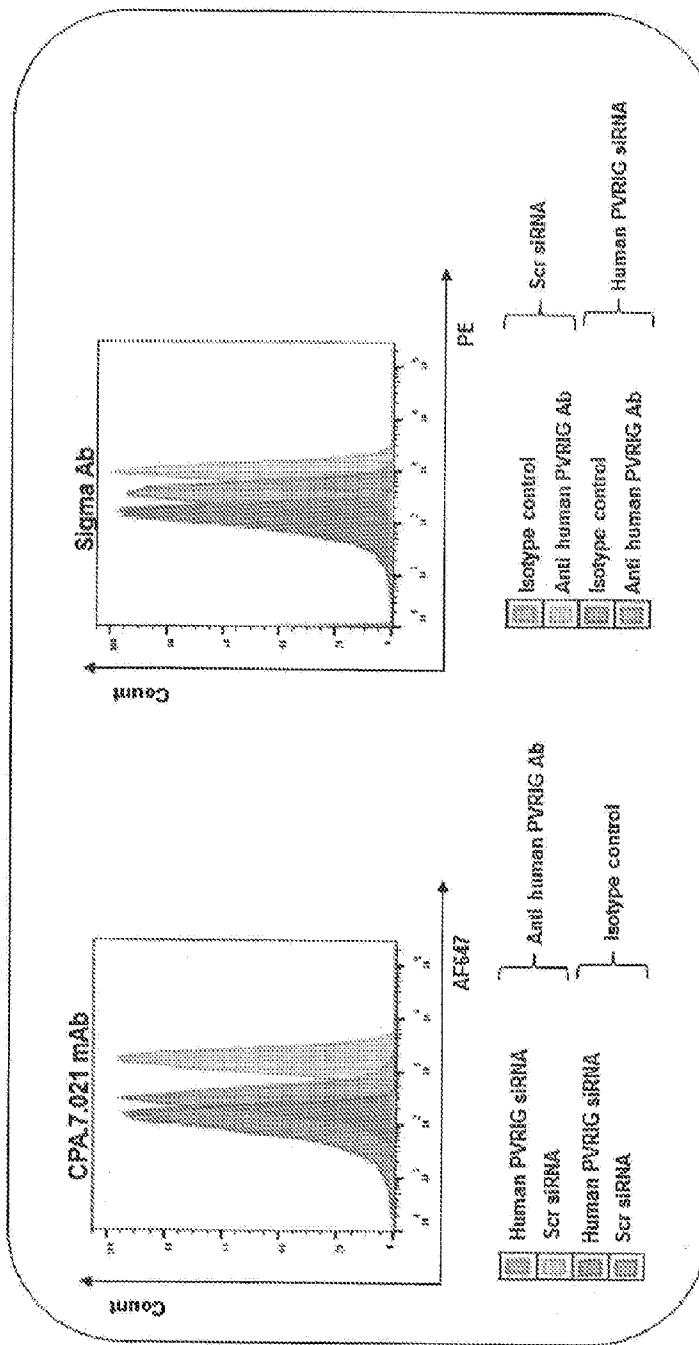 CPA.7.021 mAb
Count
AF647
Human PVRIG siRNA
Scr siRNA
Anti human PVRIG Ab
Human PVRIG siRNA
Scr siRNA
Isotype control
Sigma Ab
Count
PE
Isotype control
Anti human PVRIG Ab
Scr siRNA
Isotype control
Anti human PVRIG Ab
Human PVRIG siRNA